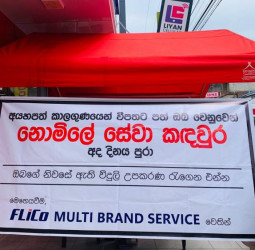 LIYAN
අයහපත් කාලගුණයෙන් විපතට පත් ඔබ වෙනුවෙන්
නොමිලේ සේවා කඳවුර
අද දිනය පුරා
ඔබගේ නිවසේ ඇති විදුලි උපකරණ රැගෙන එන්න
මෙහෙයවීම,
FLiCo MULTI BRAND SERVICE වෙතින්